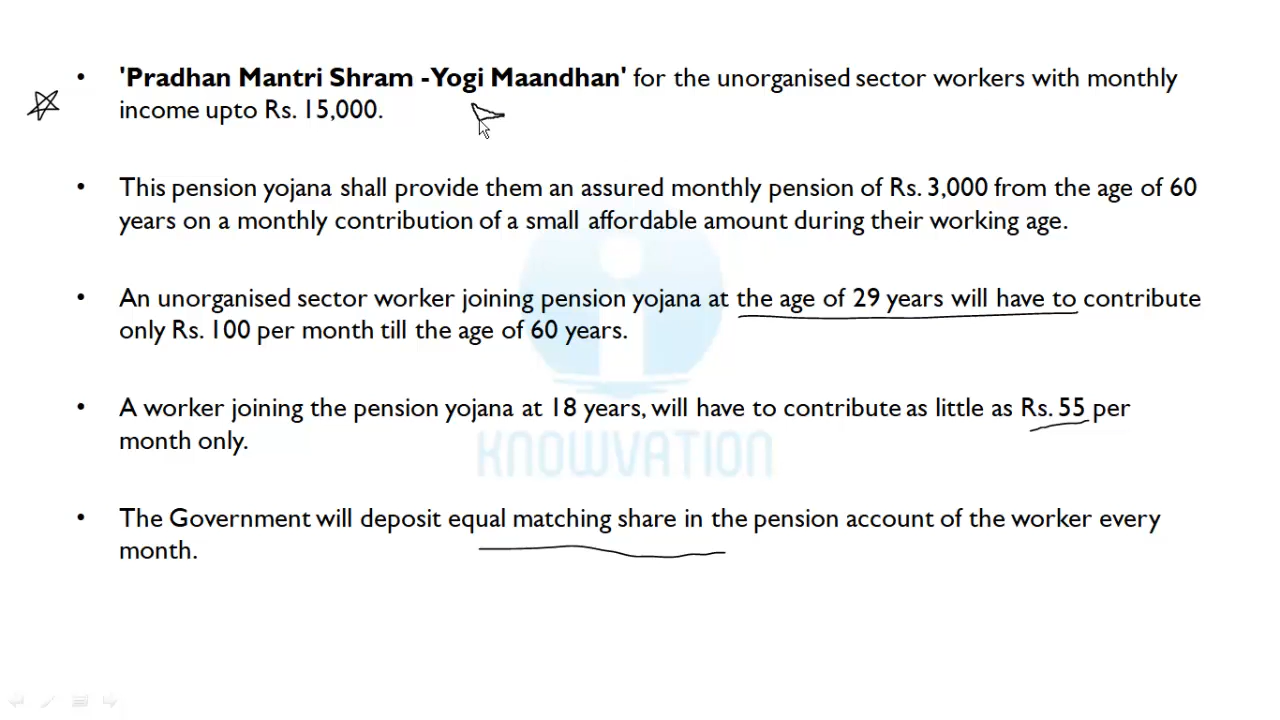 • 'Pradhan Mantri Shram -Yogi Maandhan' for the unorganised sector workers with monthly
income upto Rs. 15,000.
• This pension yojana shall provide them an assured monthly pension of Rs. 3,000 from the age of 60
years on a monthly contribution of a small affordable amount during their working age.
• An unorganised sector worker joining pension yojana at the age of 29 years will have to contribute
only Rs. 100 per month till the age of 60 years.
• A worker joining the pension yojana at 18 years, will have to contribute as little as Rs. 55 per
month only.
KNOWVATION
• The Government will deposit equal matching share in the pension account of the worker every
month.